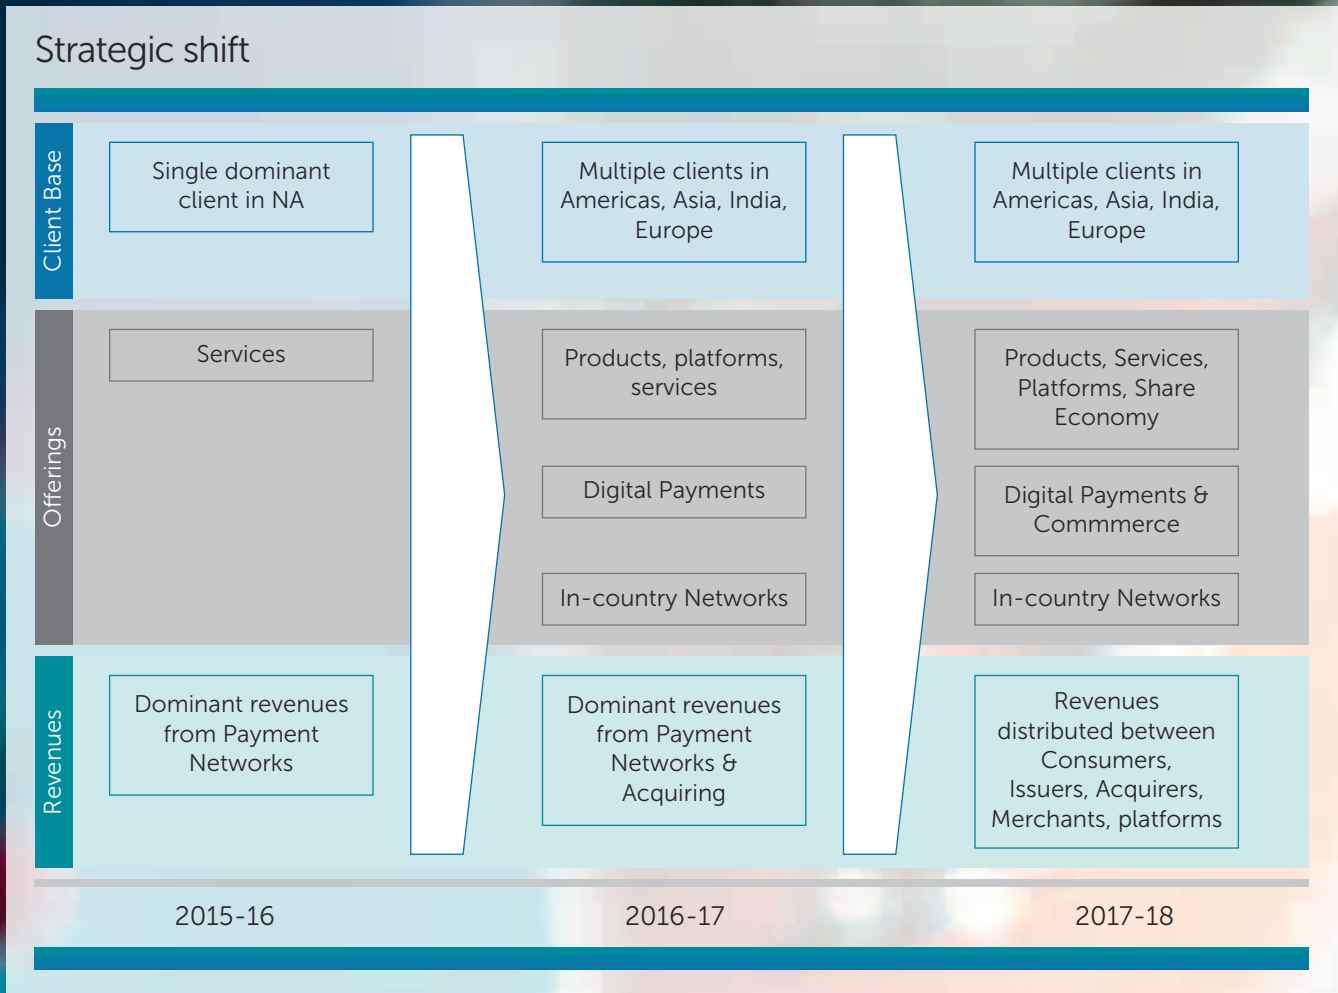 Strategic shift
Client Base
Single dominant
client in NA
Multiple clients in
Americas, Asia, India,
Europe
Multiple clients in
Americas, Asia, India,
Europe
Offerings
Services
Products, platforms,
services
Digital Payments
In-country Networks
Products, Services,
Platforms, Share
Economy
Digital Payments &
Commmerce
In-country Networks
Revenues
Dominant revenues
from Payment
Networks
Dominant revenues
from Payment
Networks &
Acquiring
Revenues
distributed between
Consumers,
Issuers, Acquirers,
Merchants, platforms
2015-16
2016-17
2017-18